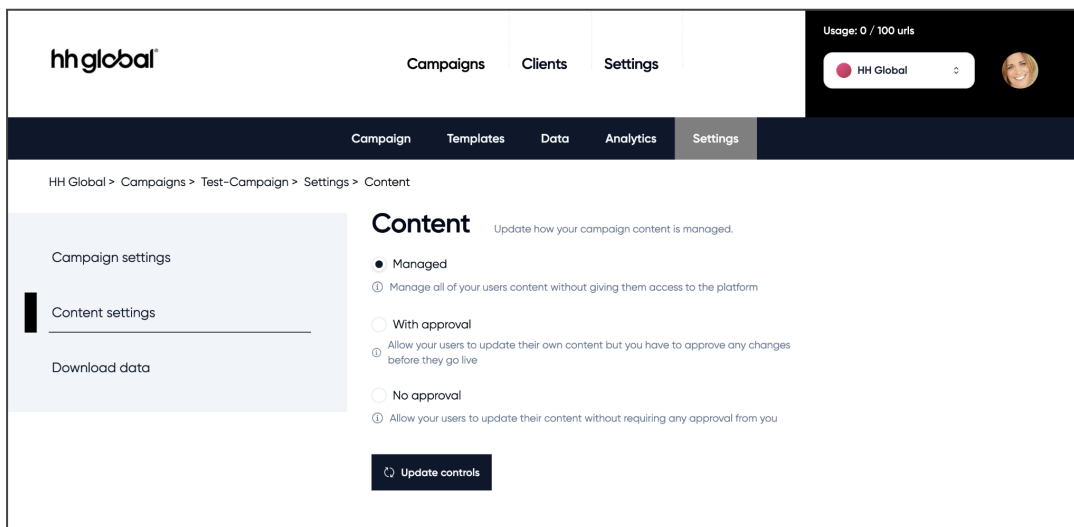 Usage: 0 / 100 urls
hh global®
Campaigns Clients Settings
HH Global
Campaign Templates Data Analytics Settings
HH Global > Campaigns > Test-Campaign > Settings > Content
Content Update how your campaign content is managed.
Campaign settings
Managed
Manage all of your users content without giving them access to the platform
Content settings
With approval
Allow your users to update their own content but you have to approve any changes
before they go live
Download data
No approval
Allow your users to update their content without requiring any approval from you
Update controls